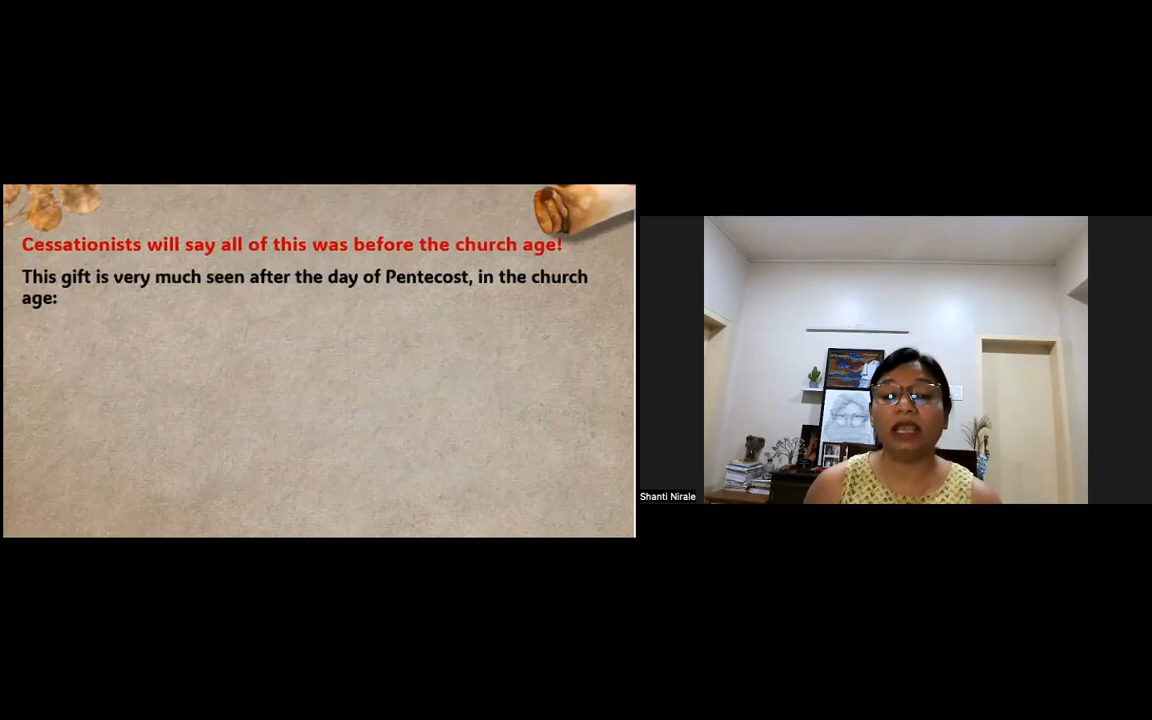 Cessationists will say all of this was before the church age!
This gift is very much seen after the day of Pentecost, in the church
age:
Shanti Nirale